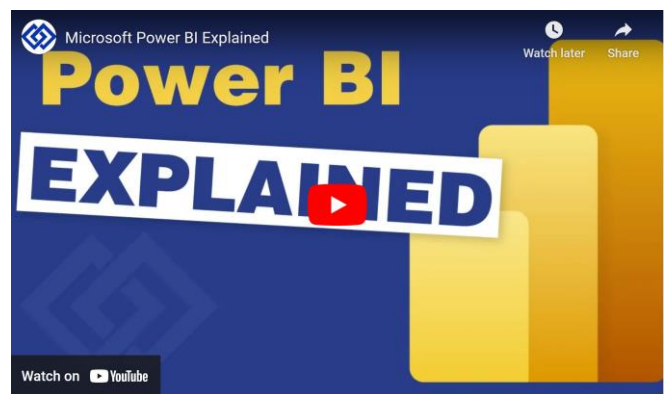 Microsoft Power BI Explained
Watch later
Share
Power BI
EXPLAINED
Watch on YouTube